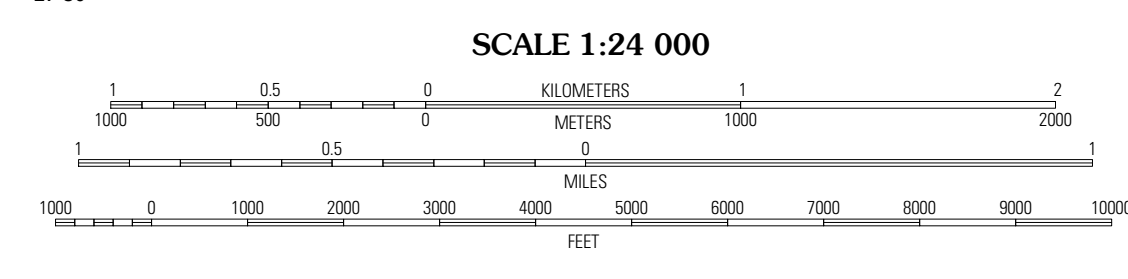 SCALE 1:24 000
1 0.5 0 KILOMETERS 1 2
1000 500 0 METERS 1000 2000
1 0.5 0 1
MILES
1000 0 1000 2000 3000 4000 5000 6000 7000 8000 9000 10000
FEET